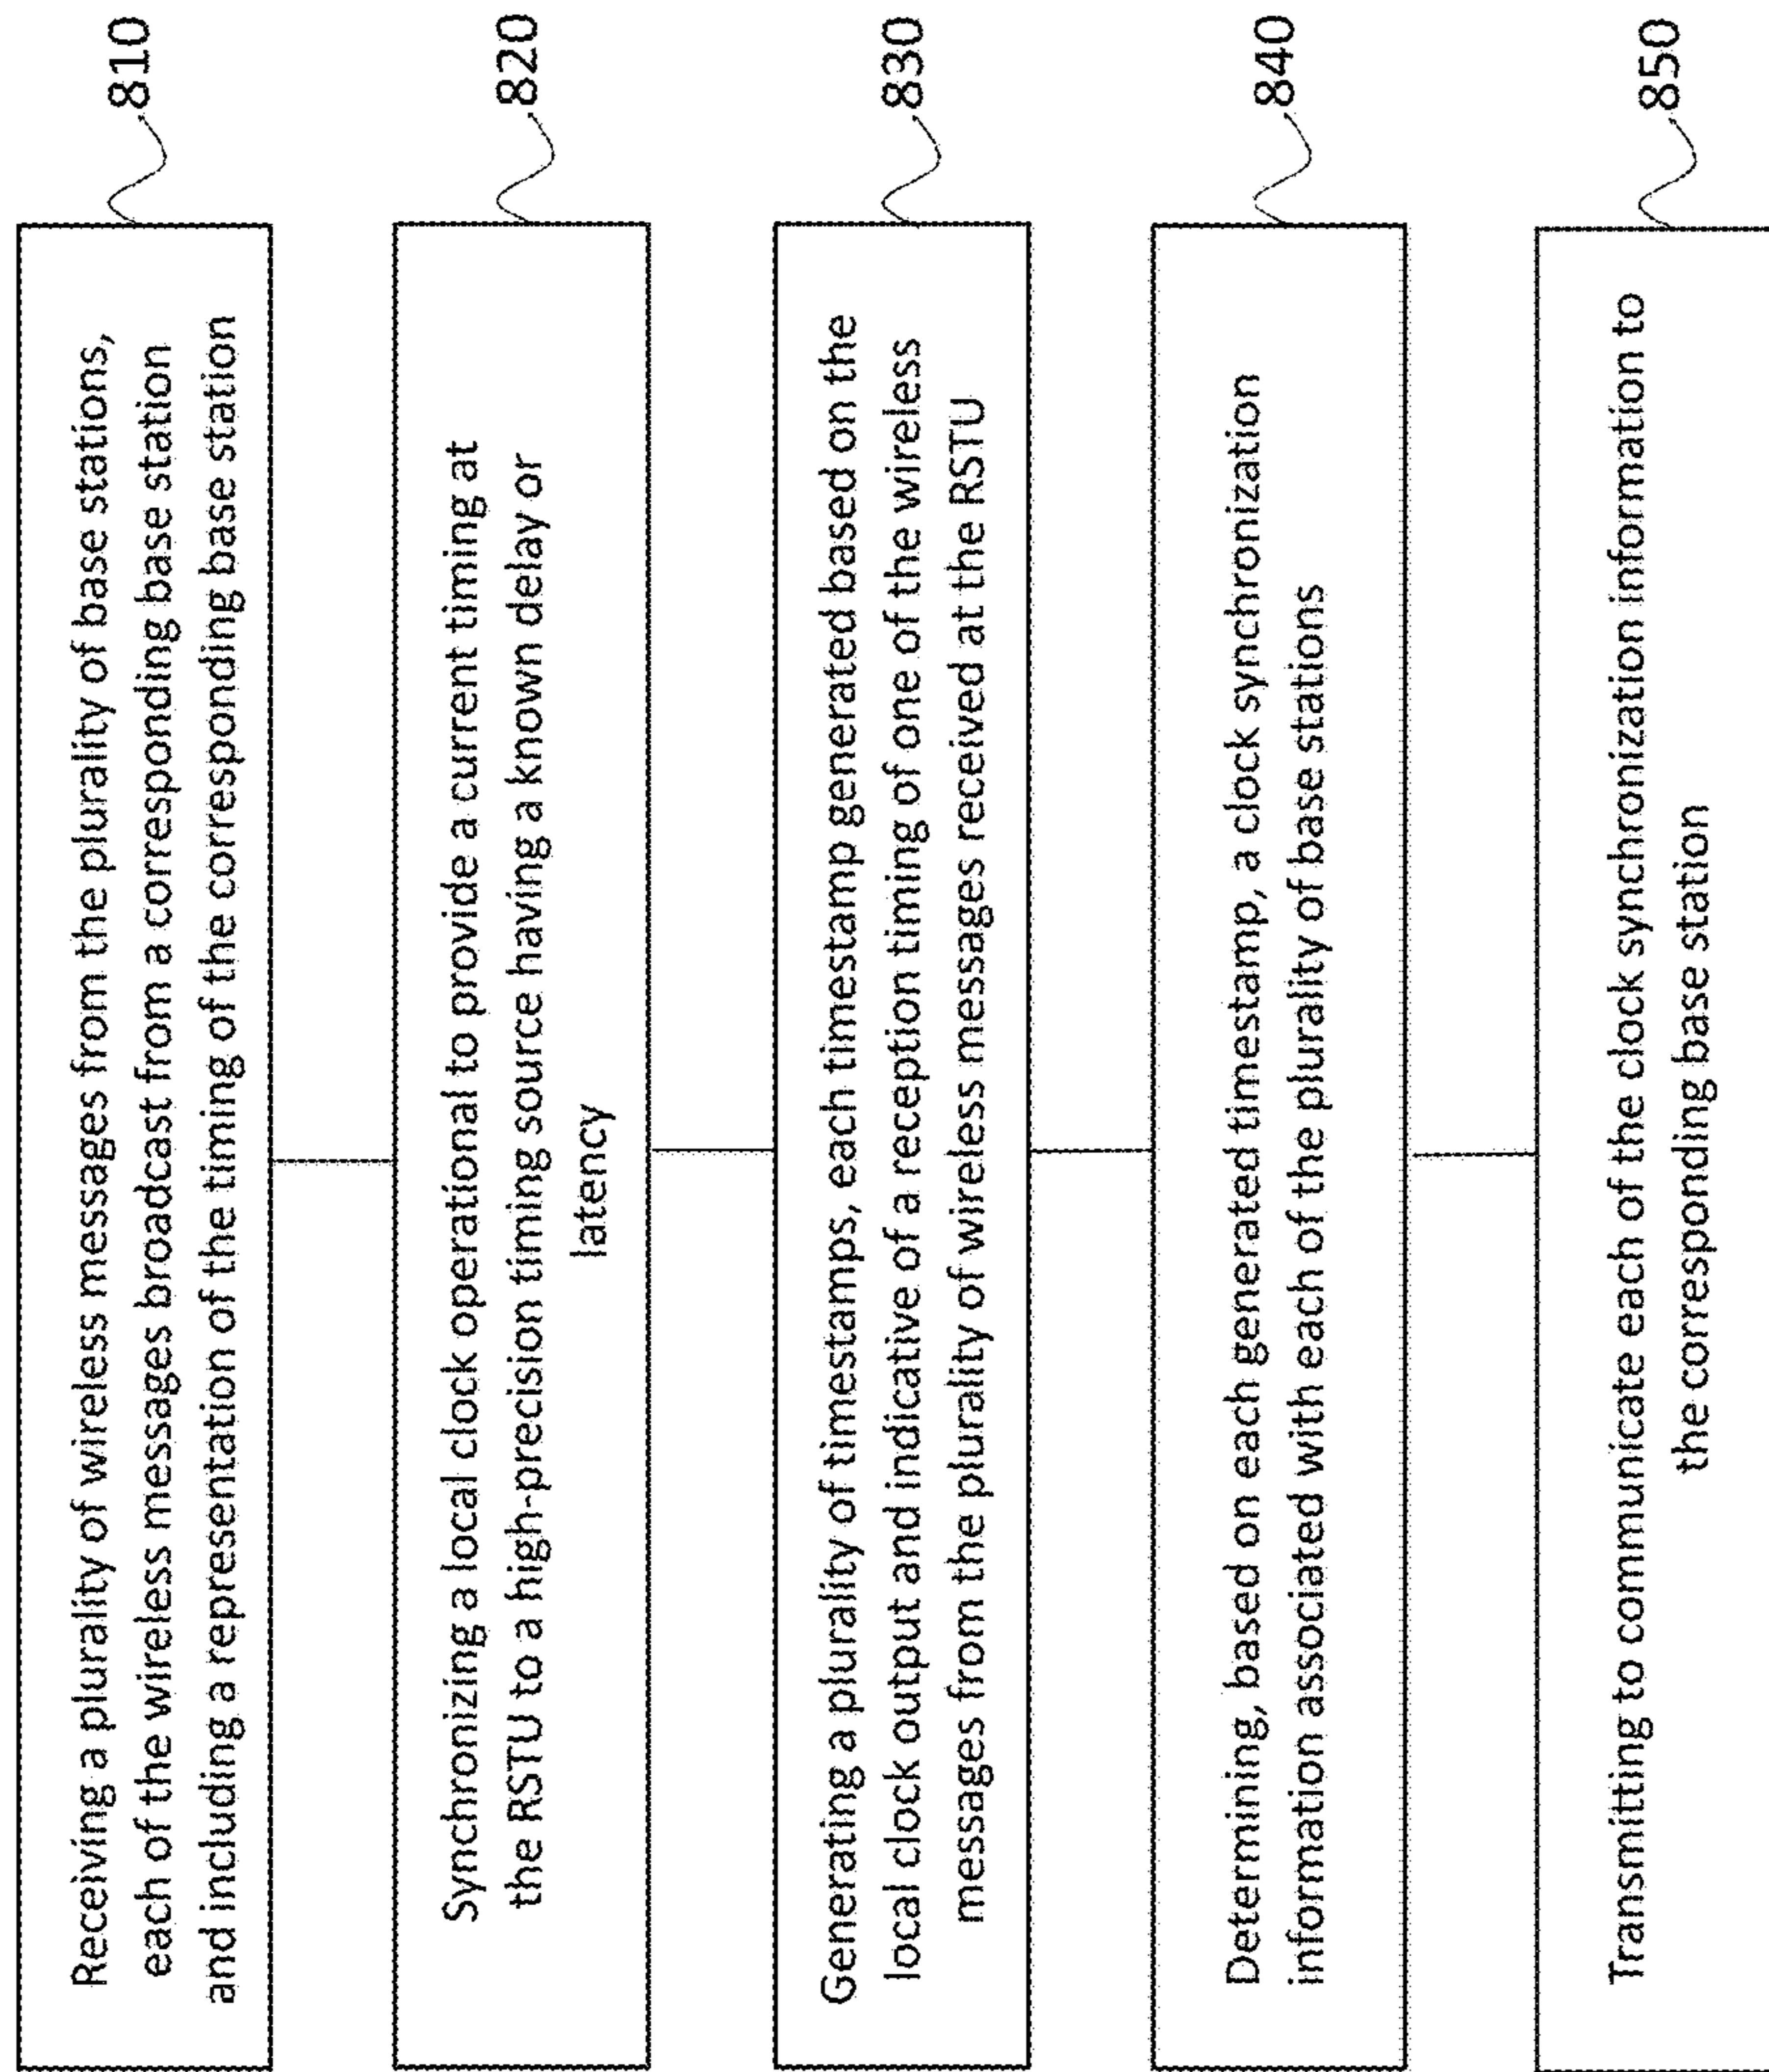 Receiving a plurality of wireless messages from the plurality of base stations,
each of the wireless messages broadcast from a corresponding base station
and including a representation of the timing of the corresponding base station
810
Synchronizing a local clock operational to provide a current timing at
the RSTU to a high-precision timing source having a known delay or
latency
820
Generating a plurality of timestamps, each timestamp generated based on the
local clock output and indicative of a reception timing of one of the wireless
messages from the plurality of wireless messages received at the RSTU
830
Determining, based on each generated timestamp, a clock synchronization
information associated with each of the plurality of base stations
840
Transmitting to communicate each of the clock synchronization information to
the corresponding base station
850